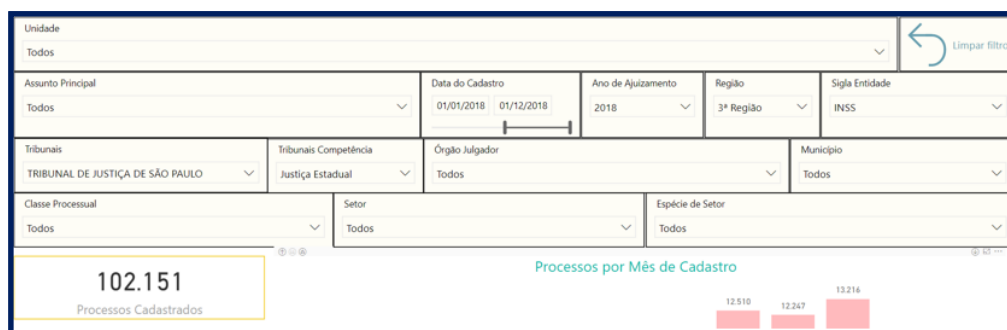 Unidade
Todos
Limpar filtro
Assunto Principal
Todos
Data do Cadastro
01/01/2018 01/12/2018
Ano de Ajuizamento
2018
Região
3ª Região
Sigla Entidade
INSS
Tribunais
TRIBUNAL DE JUSTIÇA DE SÃO PAULO
Tribunais Competência
Justiça Estadual
Órgão Julgador
Todos
Município
Todos
Classe Processual
Todos
Setor
Todos
Espécie de Setor
Todos
102.151
Processos Cadastrados
Processos por Mês de Cadastro
12.510
12.247
13.216